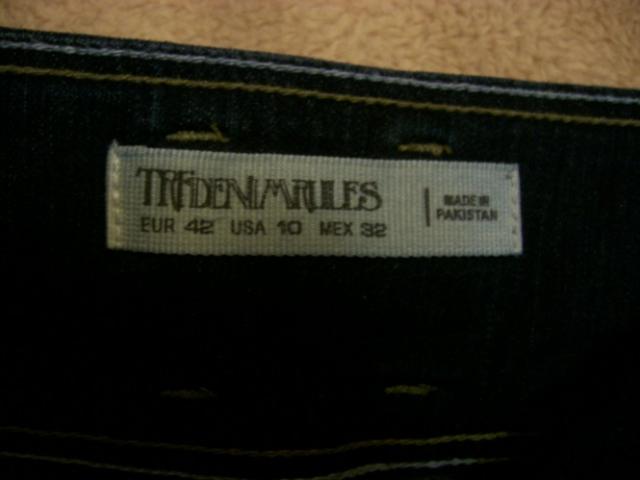 TRFDENIMRULES
EUR 42 USA 10 MEX 32
MADE IN
PAKISTAN